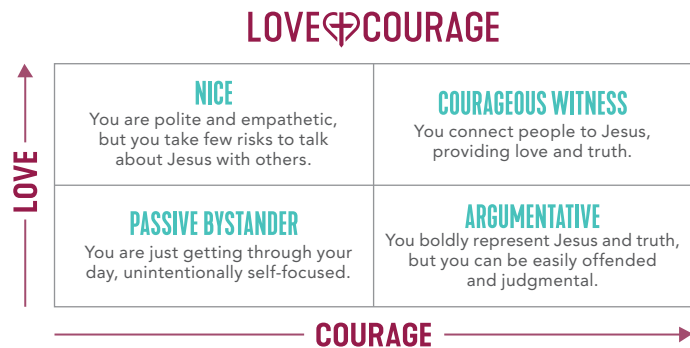 LOVE COURAGE
NICE
You are polite and empathetic,
but you take few risks to talk
about Jesus with others.
COURAGEOUS WITNESS
You connect people to Jesus,
providing love and truth.
LOVE
PASSIVE BYSTANDER
You are just getting through your
day, unintentionally self-focused.
ARGUMENTATIVE
You boldly represent Jesus and truth,
but you can be easily offended
and judgmental.
COURAGE